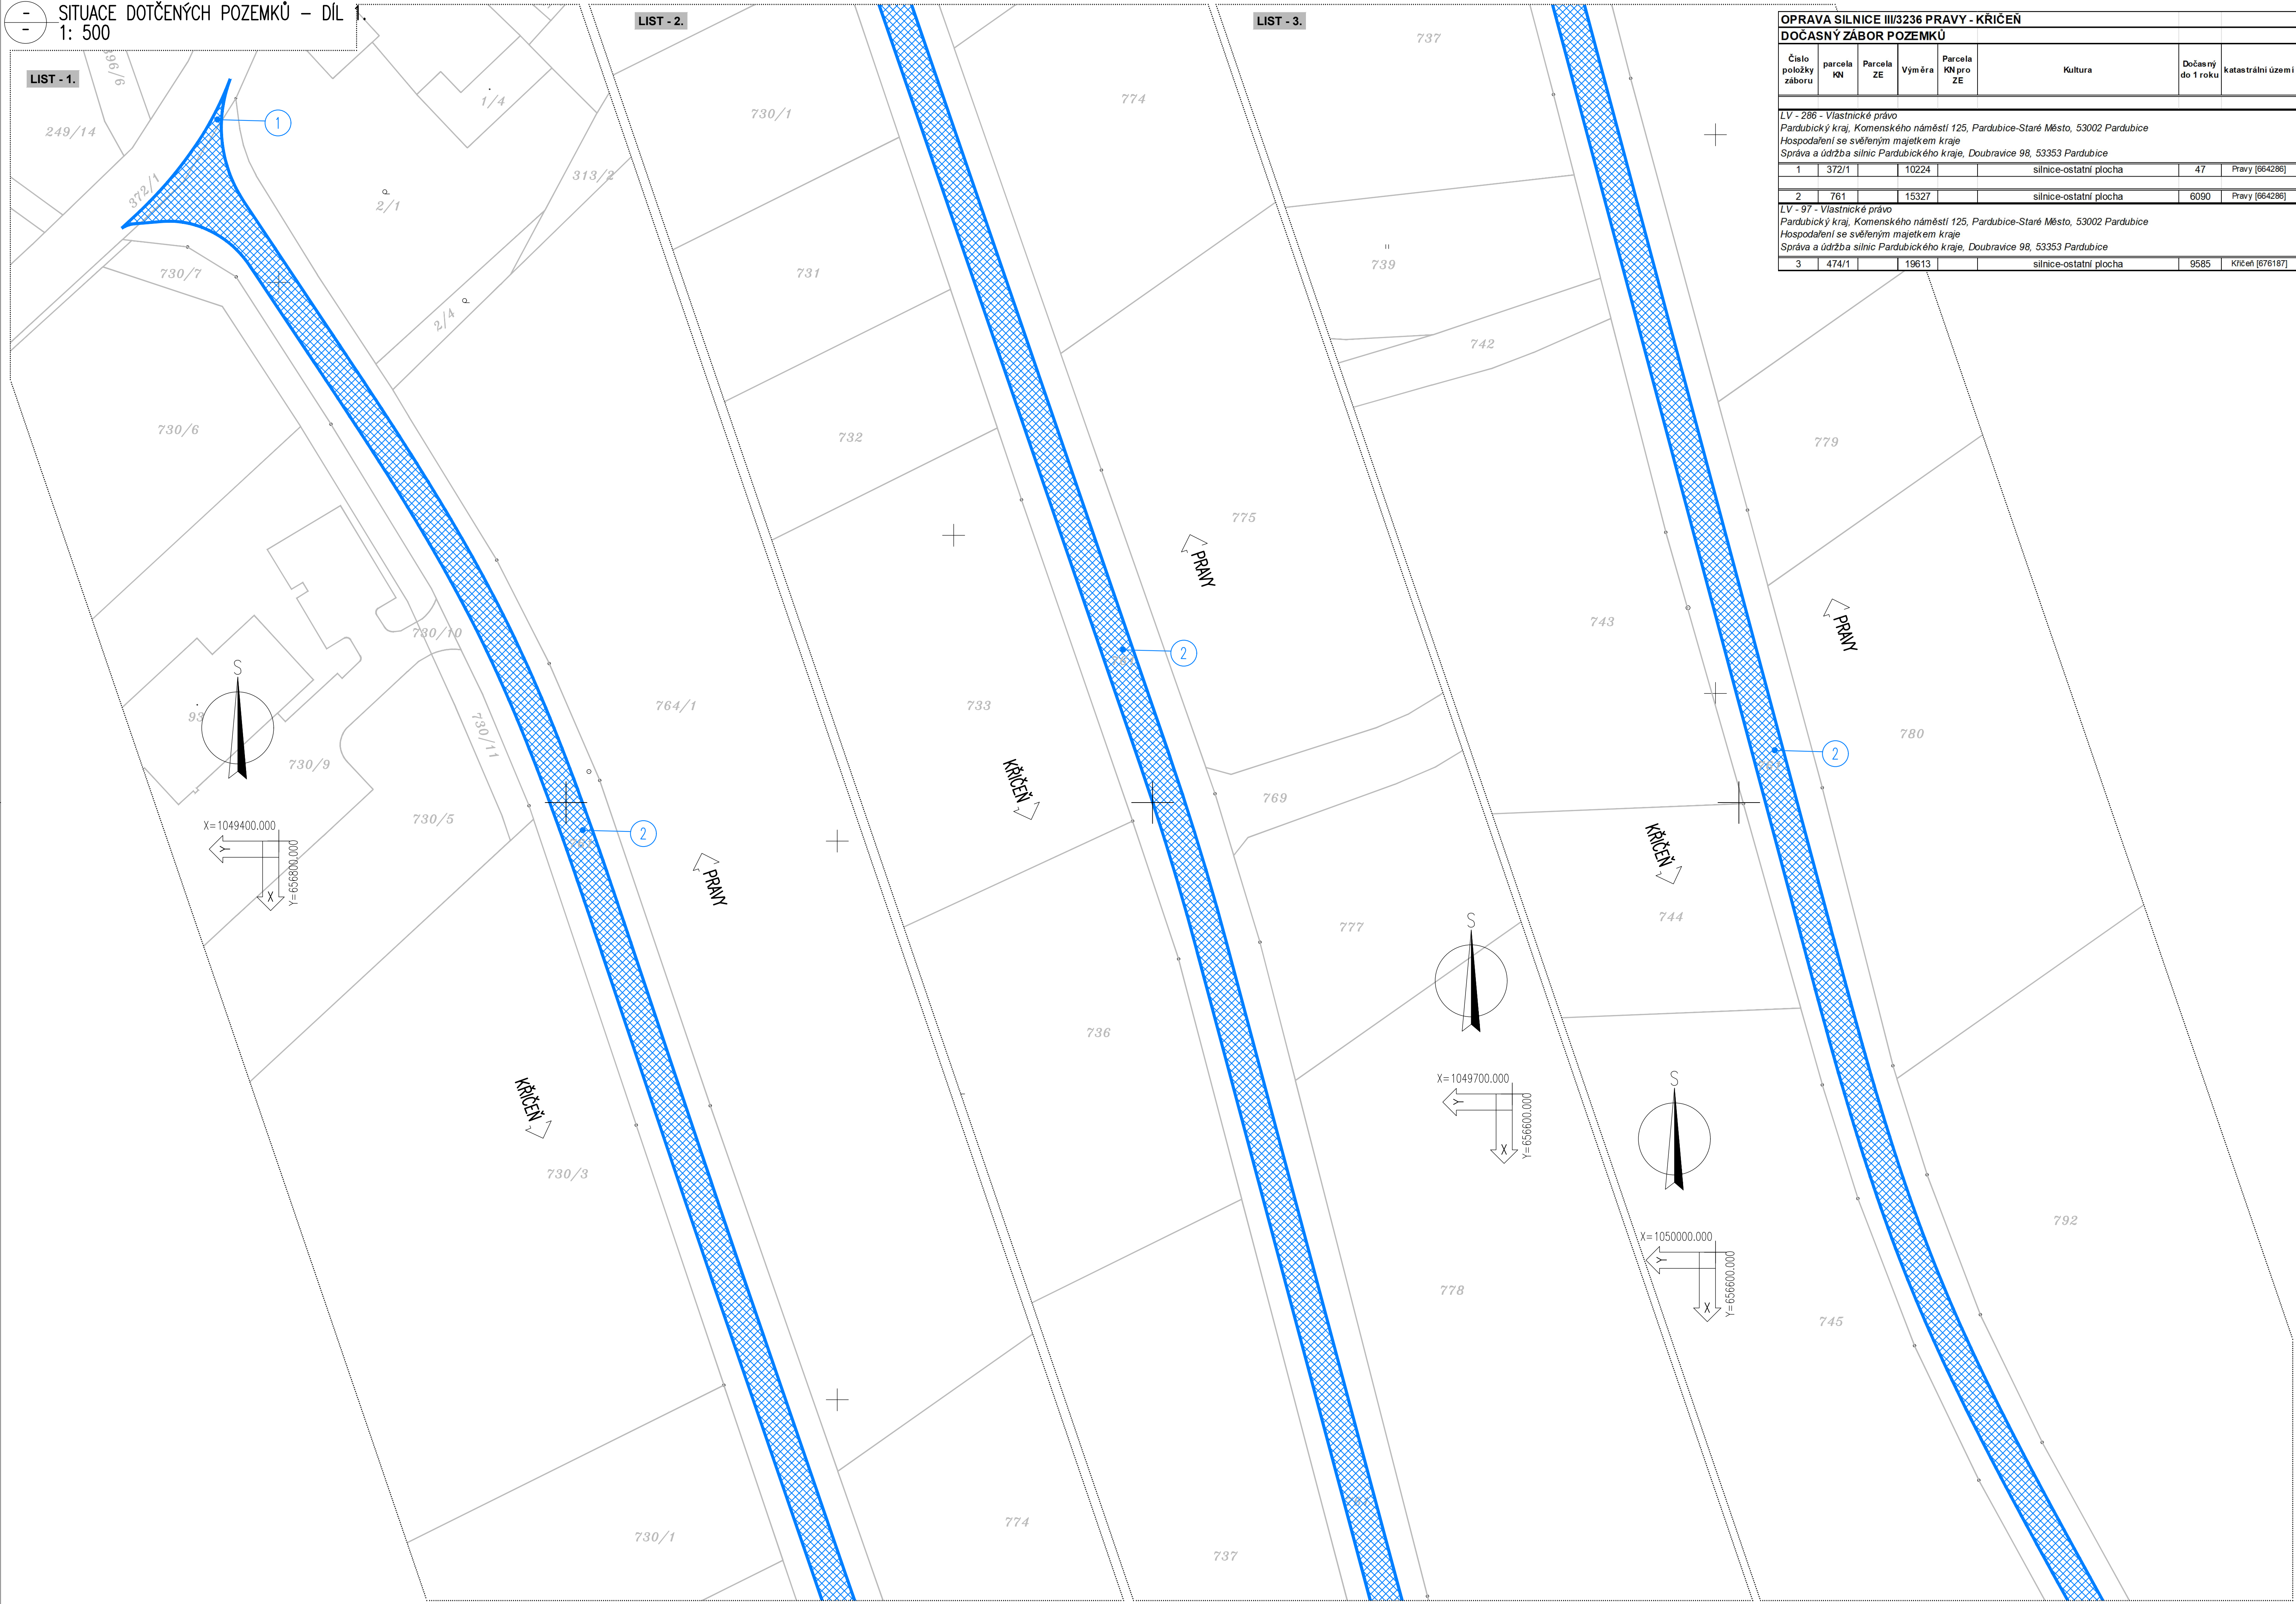 SITUACE DOTČENÝCH POZEMKŮ – DÍL 1.
1: 500
LIST - 1.
LIST - 2.
LIST - 3.
OPRAVA SILNICE III/3236 PRAVY - KŘIČEŇ
DOČASNÝ ZÁBOR POZEMKŮ
Číslo položky záboru parcela KN Parcela ZE Výměra Parcela KN pro ZE Kultura Dočasný do 1 roku katastrální území
LV - 286 - Vlastnické právo
Pardubický kraj, Komenského náměstí 125, Pardubice-Staré Město, 53002 Pardubice
Hospodaření se svěřeným majetkem kraje
Správa a údržba silnic Pardubického kraje, Doubravice 98, 53353 Pardubice
1 372/1 10224 silnice-ostatní plocha 47 Pravy [664286]
2 761 15327 silnice-ostatní plocha 6090 Pravy [664286]
LV - 97 - Vlastnické právo
Pardubický kraj, Komenského náměstí 125, Pardubice-Staré Město, 53002 Pardubice
Hospodaření se svěřeným majetkem kraje
Správa a údržba silnic Pardubického kraje, Doubravice 98, 53353 Pardubice
3 474/1 19613 silnice-ostatní plocha 9585 Křičeň [676187]
249/14
1
1/4
372/1
2/1
313/2
730/7
2/4
730/6
730/10
93
730/11
730/9
764/1
730/5
2
S
X=1049400.000
Y
X
Y=656800.000
PRAVY
KŘIČEŇ
730/3
730/1
774
730/1
774
731
732
775
PRAVY
2
733
KŘIČEŇ
769
777
736
S
X=1049700.000
Y
X
Y=656600.000
778
737
737
739
742
779
743
PRAVY
780
2
KŘIČEŇ
744
S
X=1050000.000
Y
X
Y=656600.000
792
745